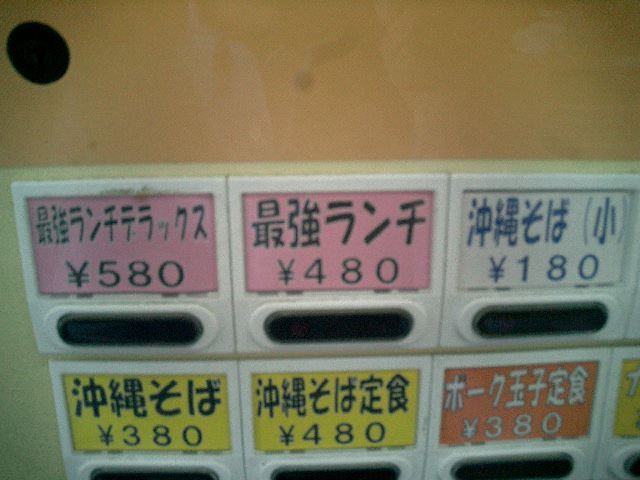 最強ランチデラックス
¥580
最強ランチ
¥480
沖縄そば(小)
¥180
沖縄そば
¥380
沖縄そば定食
¥480
ポーク玉子定食
¥380